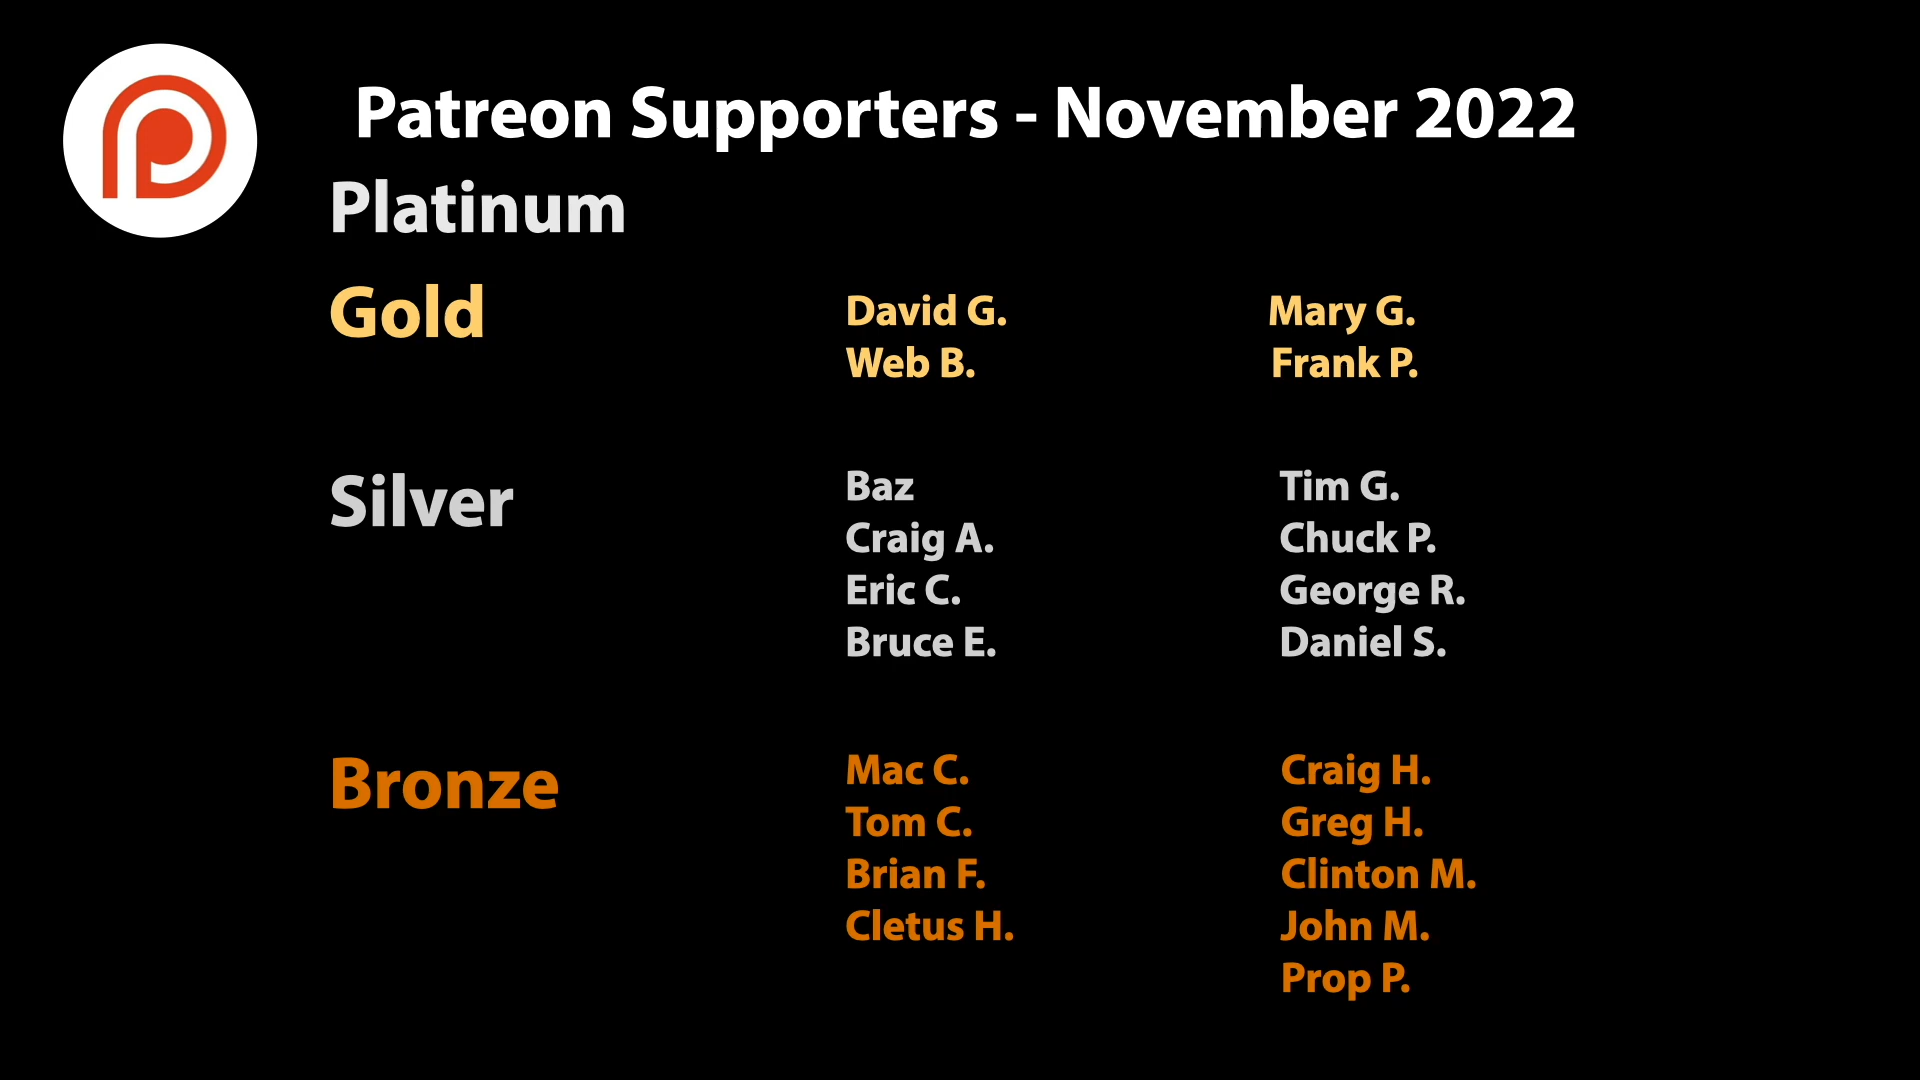 Patreon Supporters - November 2022
Platinum
Gold
David G. Mary G.
Web B. Frank P.
Silver
Baz Tim G.
Craig A. Chuck P.
Eric C. George R.
Bruce E. Daniel S.
Bronze
Mac C. Craig H.
Tom C. Greg H.
Brian F. Clinton M.
Cletus H. John M.
Prop P.